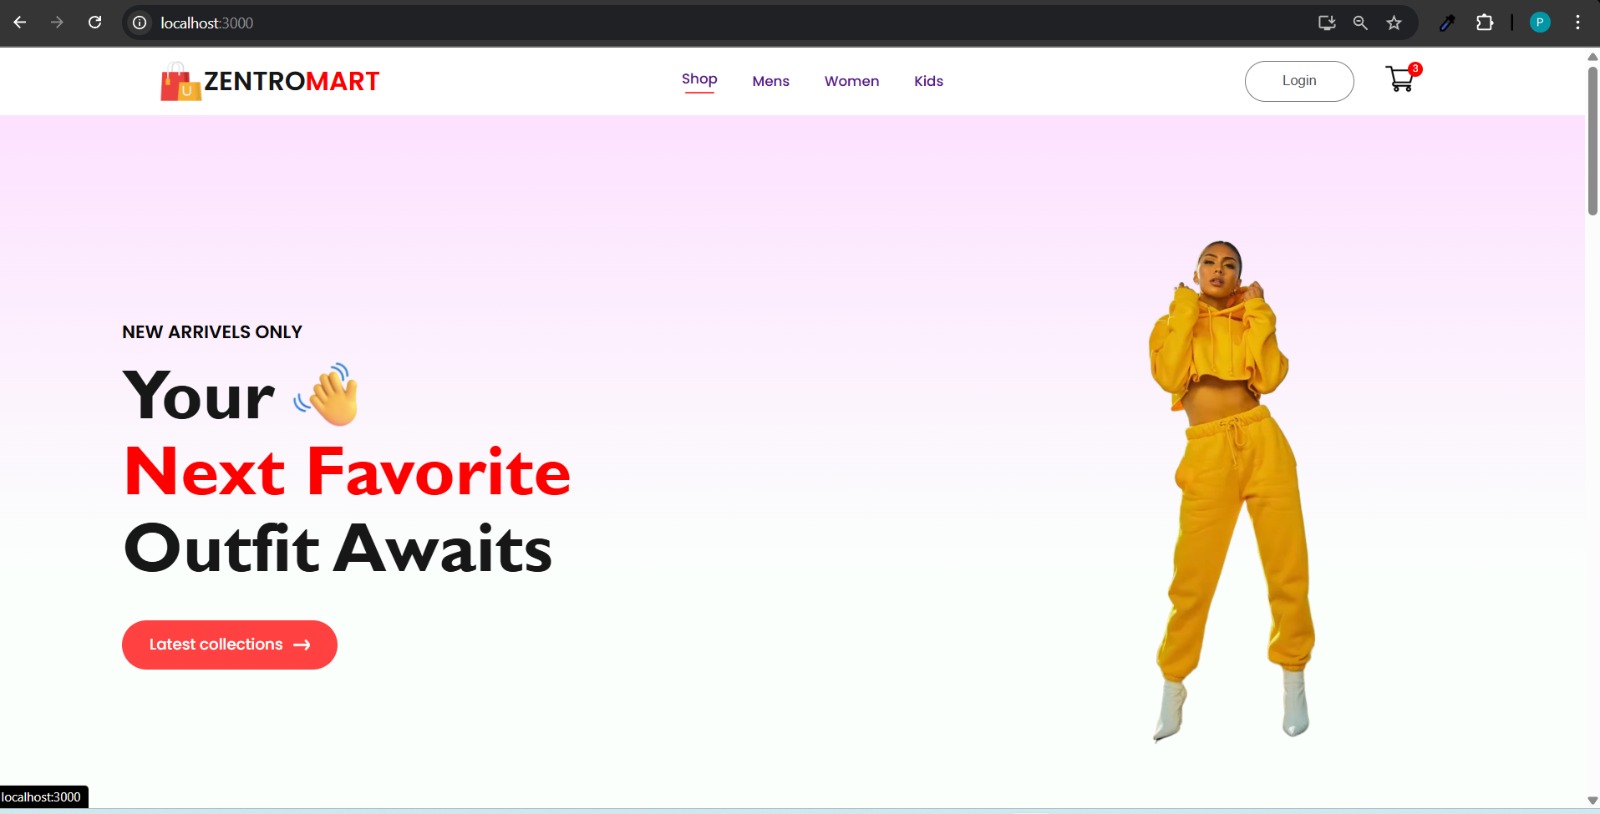 localhost:3000
P
ZENTROMART
Shop Mens Women Kids
Login
3
U
NEW ARRIVELS ONLY
Your
Next Favorite
Outfit Awaits
Latest collections →
localhost:3000